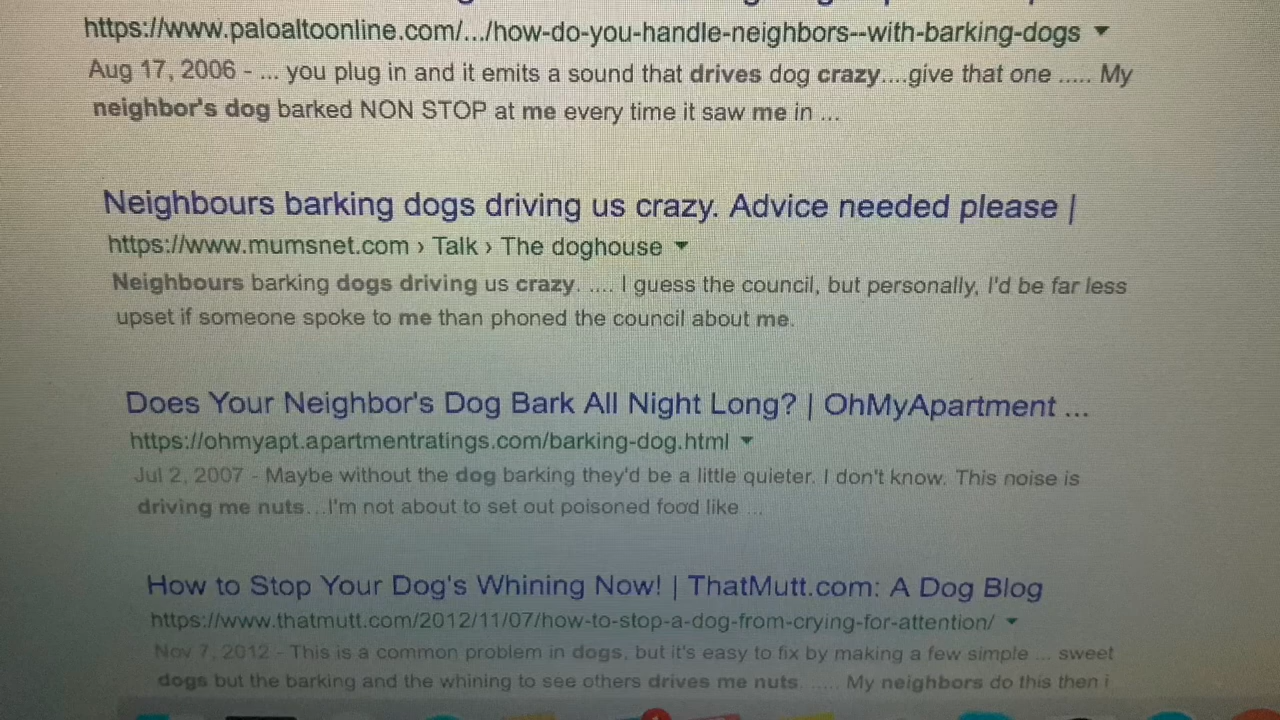 https://www.paloaltoonline.com/.../how-do-you-handle-neighbors--with-barking-dogs
Aug 17, 2006 - ... you plug in and it emits a sound that drives dog crazy....give that one ..... My
neighbor's dog barked NON STOP at me every time it saw me in ...
Neighbours barking dogs driving us crazy. Advice needed please |
https://www.mumsnet.com › Talk › The doghouse
Neighbours barking dogs driving us crazy. .... I guess the council, but personally, I'd be far less
upset if someone spoke to me than phoned the council about me.
Does Your Neighbor's Dog Bark All Night Long? | OhMyApartment ...
https://ohmyapt.apartmentratings.com/barking-dog.html
Jul 2, 2007 - Maybe without the dog barking they'd be a little quieter. I don't know. This noise is
driving me nuts...I'm not about to set out poisoned food like ...
How to Stop Your Dog's Whining Now! | ThatMutt.com: A Dog Blog
https://www.thatmutt.com/2012/11/07/how-to-stop-a-dog-from-crying-for-attention/
Nov 7, 2012 - This is a common problem in dogs, but it's easy to fix by making a few simple ... sweet
dogs but the barking and the whining to see others drives me nuts. ..... My neighbors do this then i